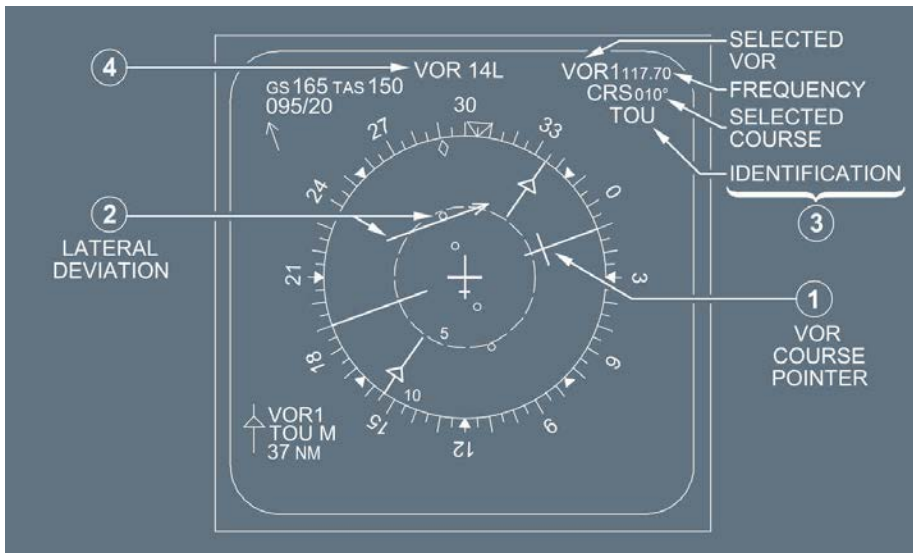 4
VOR 14L
GS 165 TAS 150
095/20
VOR1 117.70
CRS 010°
TOU
SELECTED
VOR
FREQUENCY
SELECTED
COURSE
IDENTIFICATION
3
2
LATERAL
DEVIATION
1
VOR
COURSE
POINTER
30
33
0
3
6
9
12
15
18
21
24
27
5
10
VOR1
TOU M
37 NM